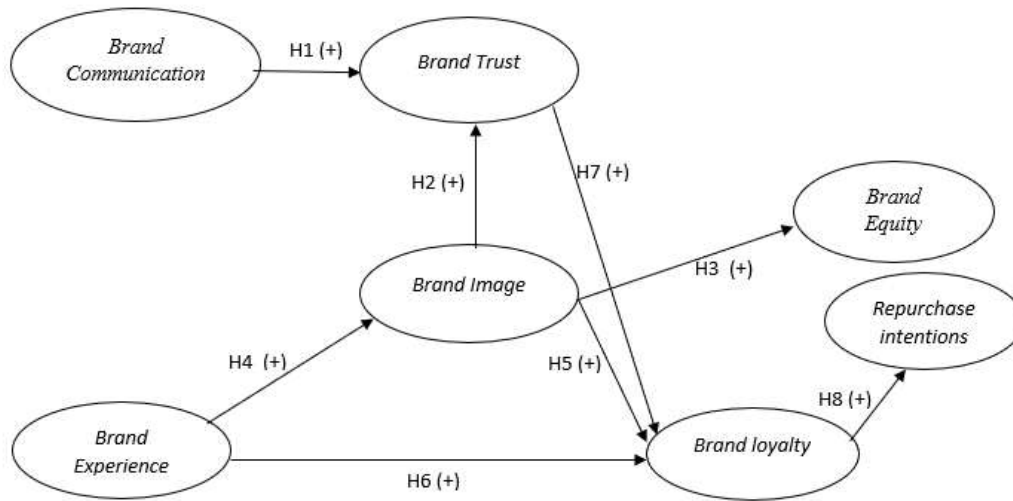 Brand
Communication
H1 (+)
Brand Trust
H2 (+)
H7 (+)
Brand
Equity
H3  (+)
Brand Image
Repurchase
intentions
H4  (+)
H5 (+)
H8 (+)
Brand
Experience
H6 (+)
Brand loyalty